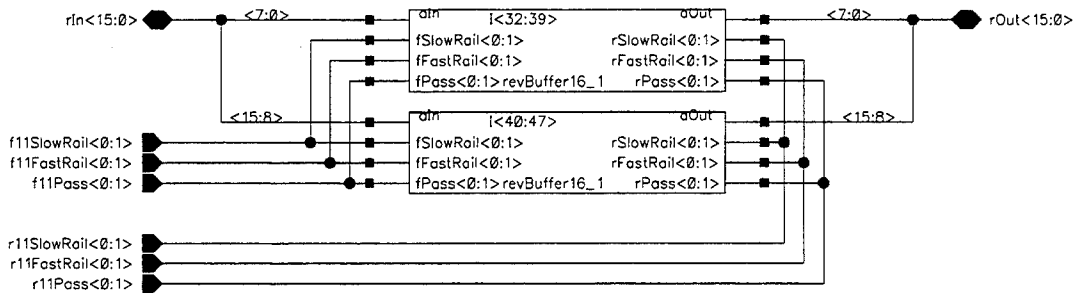 rIn<15:0> <7:0> aIn I<32:39> aOut <7:0> rOut<15:0>
fSlowRail<0:1> rSlowRail<0:1>
fFastRail<0:1> rFastRail<0:1>
fPass<0:1> revBuffer16_1 rPass<0:1>
<15:8> aIn I<40:47> aOut <15:8>
f11SlowRail<0:1> fSlowRail<0:1> rSlowRail<0:1>
f11FastRail<0:1> fFastRail<0:1> rFastRail<0:1>
f11Pass<0:1> fPass<0:1> revBuffer16_1 rPass<0:1>
r11SlowRail<0:1>
r11FastRail<0:1>
r11Pass<0:1>